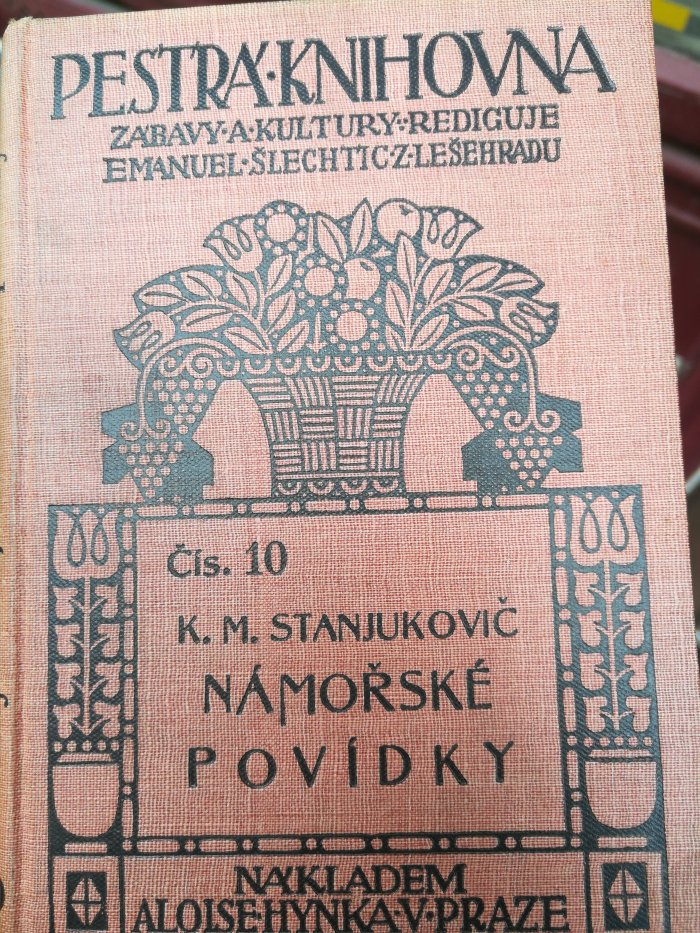 PESTRÁ·KNIHOVNA
ZÁBAVY·A·KULTURY·:·REDIGUJE
EMANUEL·ŠLECHTIC·Z·LEŠEHRADU
Čís. 10
K. M. STANJUKOVIČ
NÁMOŘSKÉ
POVÍDKY
NÁKLADEM
ALOISE·HYNKA·V·PRAZE